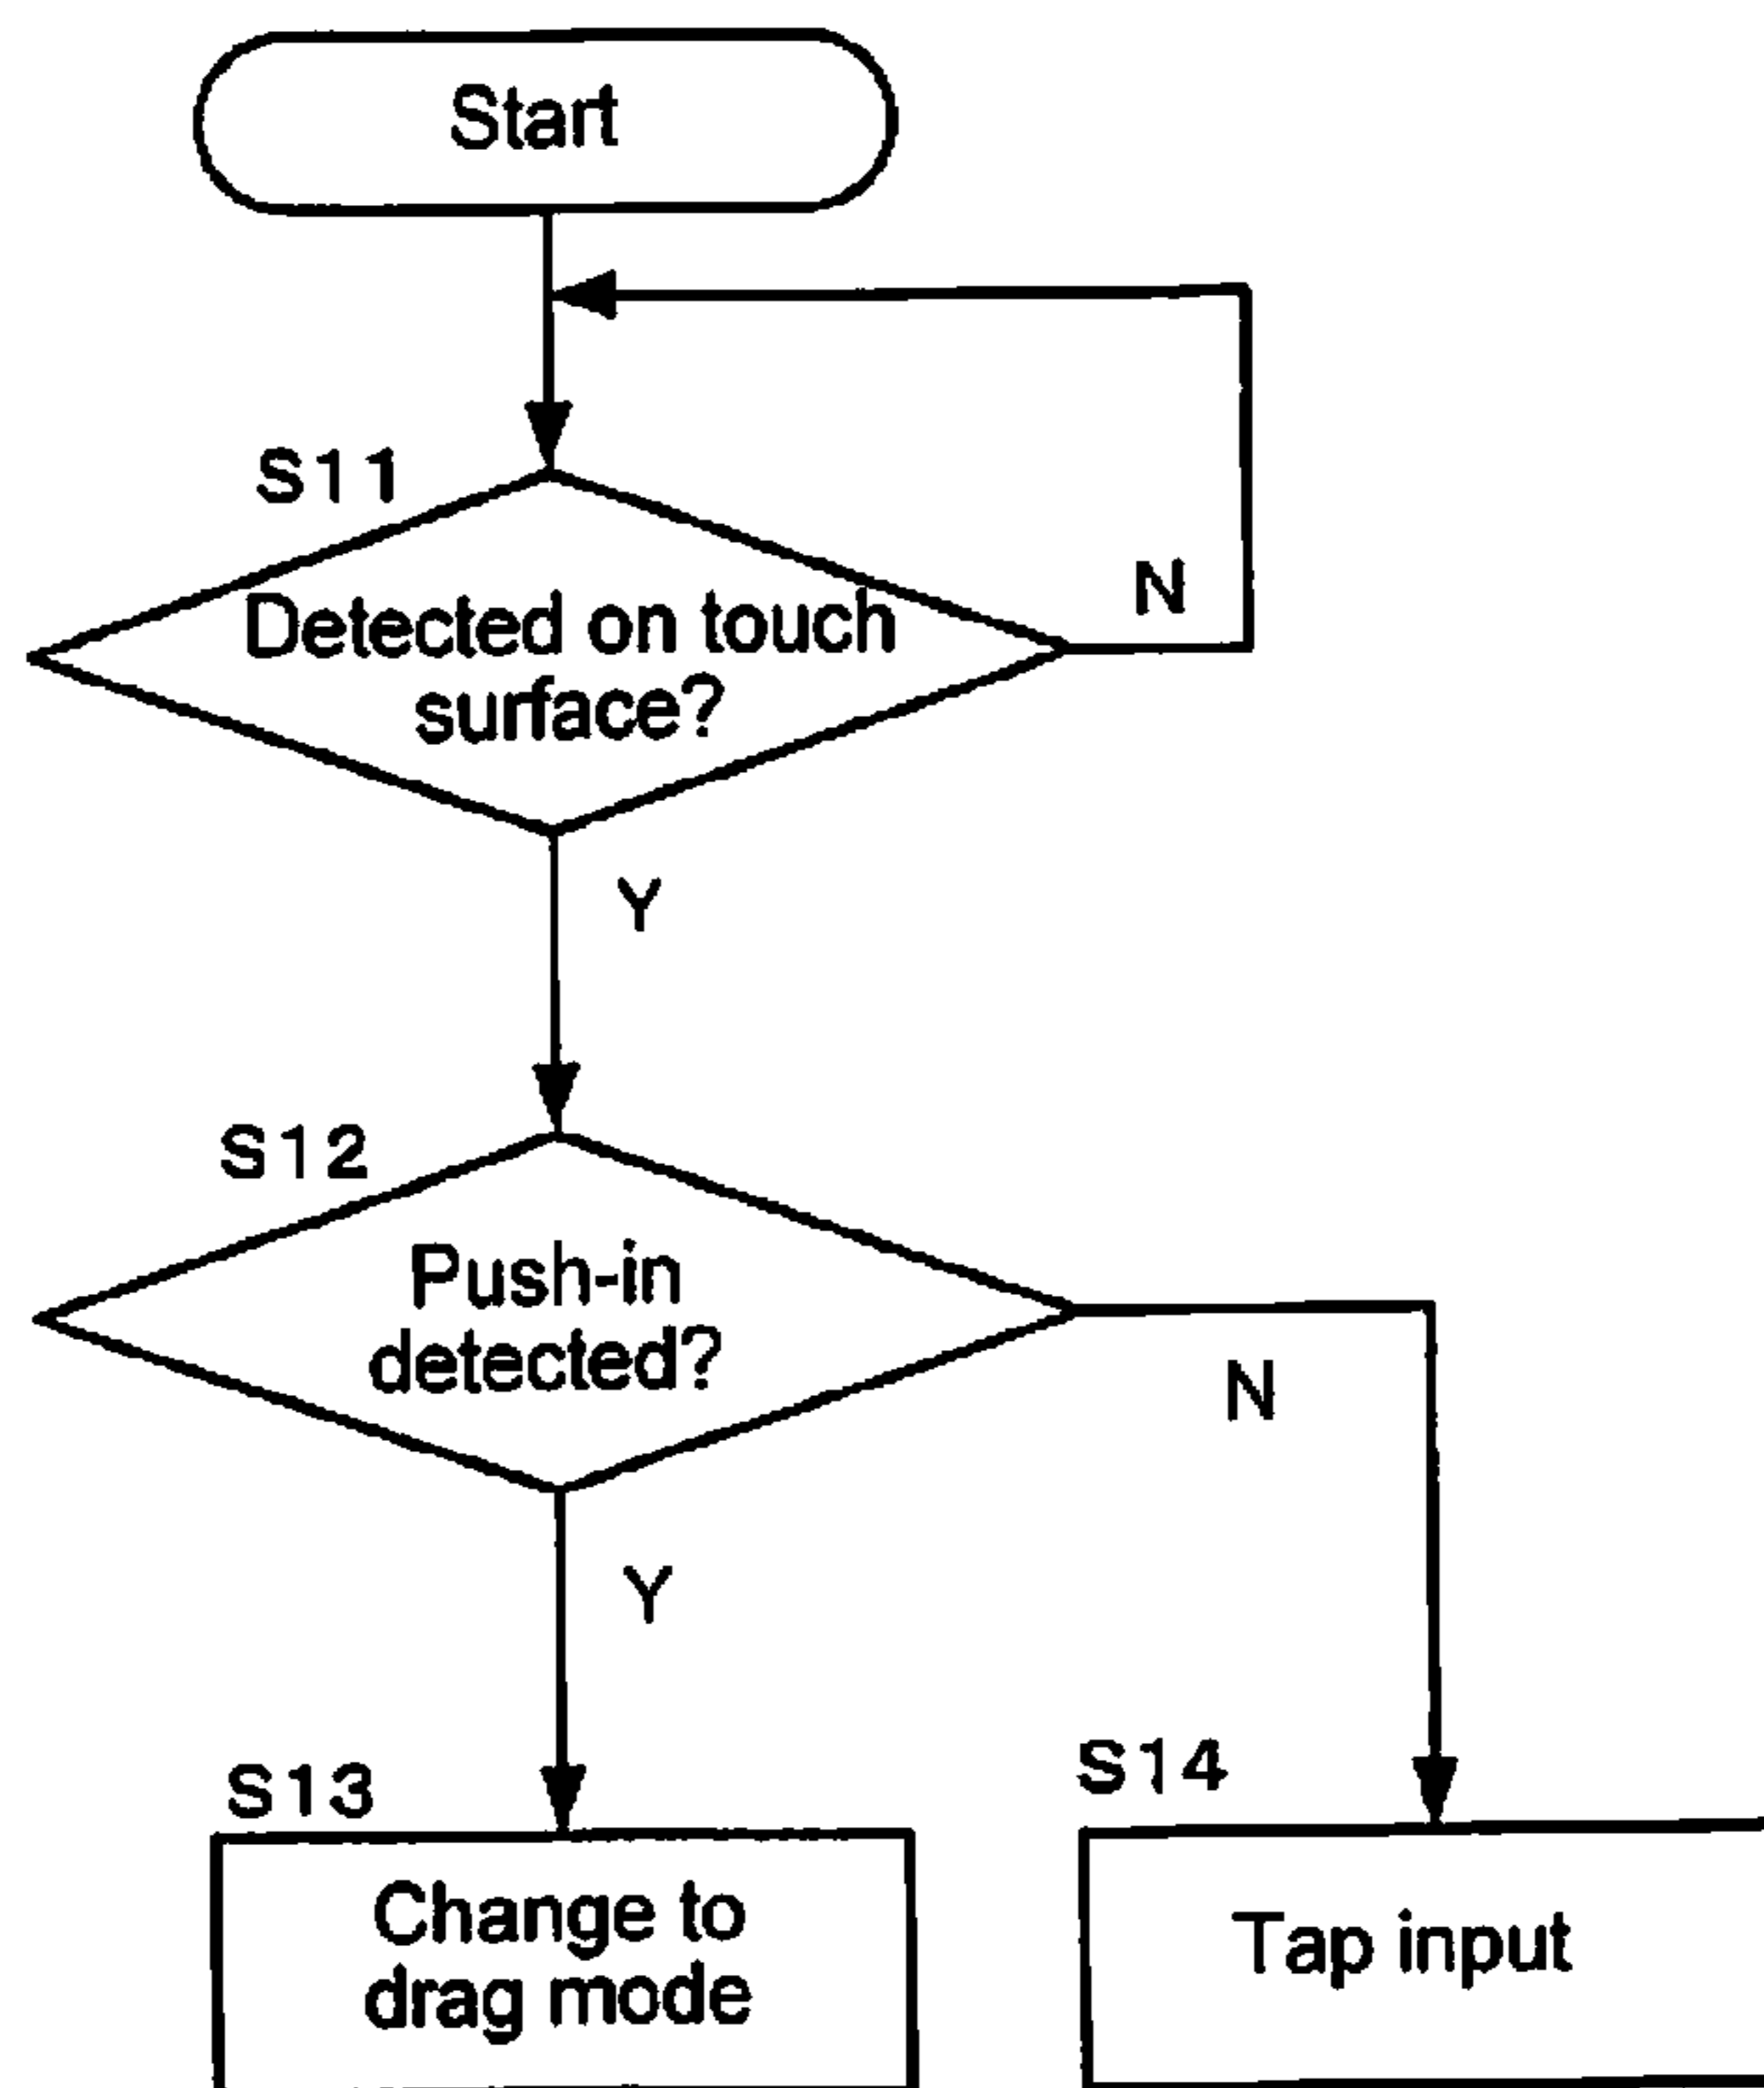 Start
S11
N
Detected on touch
surface?
Y
S12
Push-in
detected?
N
Y
S13
S14
Change to
drag mode
Tap input